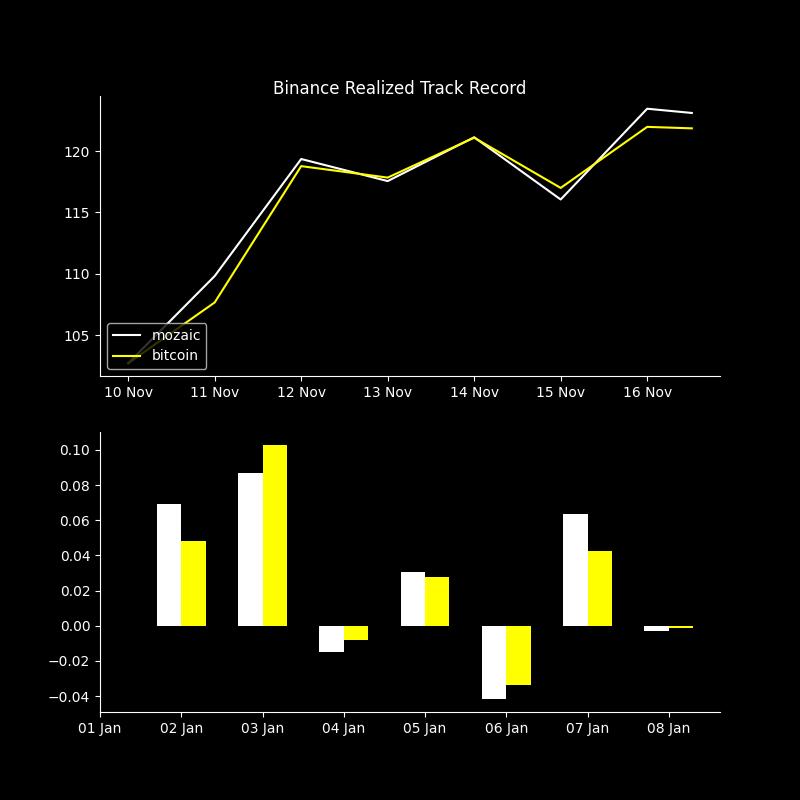 Binance Realized Track Record
120
115
110
105
mozaic
bitcoin
10 Nov 11 Nov 12 Nov 13 Nov 14 Nov 15 Nov 16 Nov
0.10
0.08
0.06
0.04
0.02
0.00
−0.02
−0.04
01 Jan 02 Jan 03 Jan 04 Jan 05 Jan 06 Jan 07 Jan 08 Jan